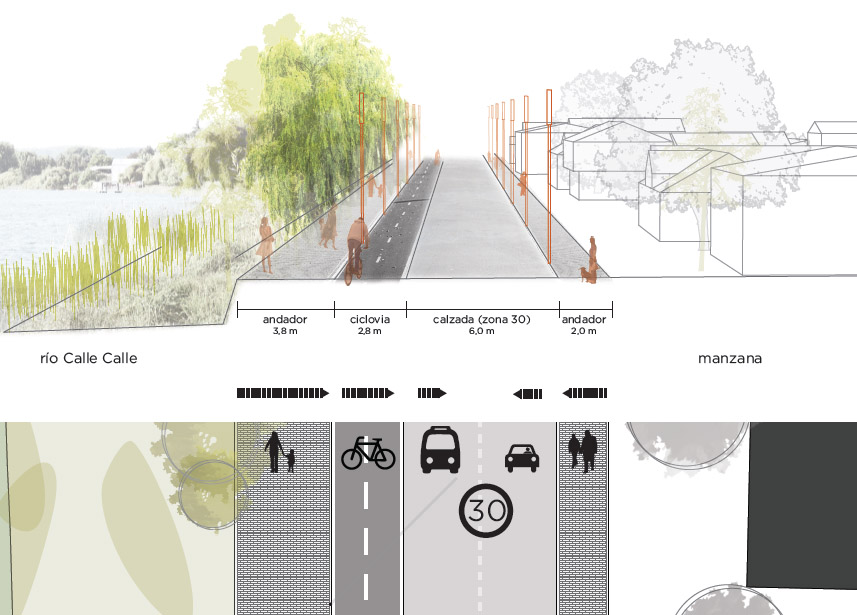 andador
3,8 m
ciclovia
2,8 m
calzada (zona 30)
6,0 m
andador
2,0 m
río Calle Calle
manzana
30